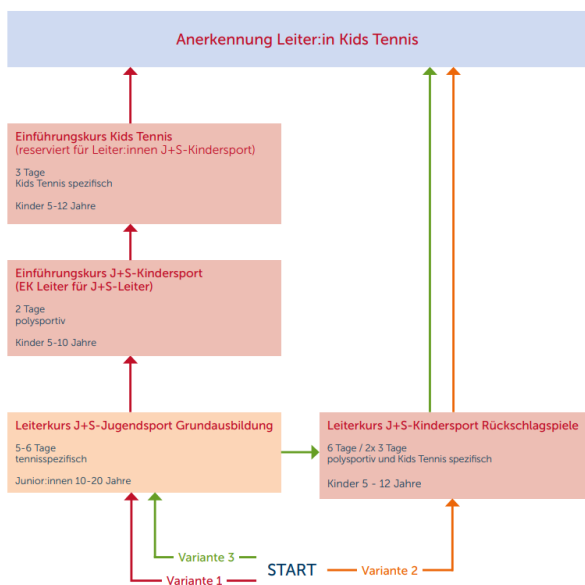 Anerkennung Leiter:in Kids Tennis
Einführungskurs Kids Tennis
(reserviert für Leiter:innen J+S-Kindersport)
3 Tage
Kids Tennis spezifisch
Kinder 5-12 Jahre
Einführungskurs J+S-Kindersport
(EK Leiter für J+S-Leiter)
2 Tage
polysportiv
Kinder 5-10 Jahre
Leiterkurs J+S-Jugendsport Grundausbildung
5-6 Tage
tennisspezifisch
Junior:innen 10-20 Jahre
Leiterkurs J+S-Kindersport Rückschlagspiele
6 Tage / 2x 3 Tage
polysportiv und Kids Tennis spezifisch
Kinder 5 - 12 Jahre
Variante 3
START
Variante 2
Variante 1